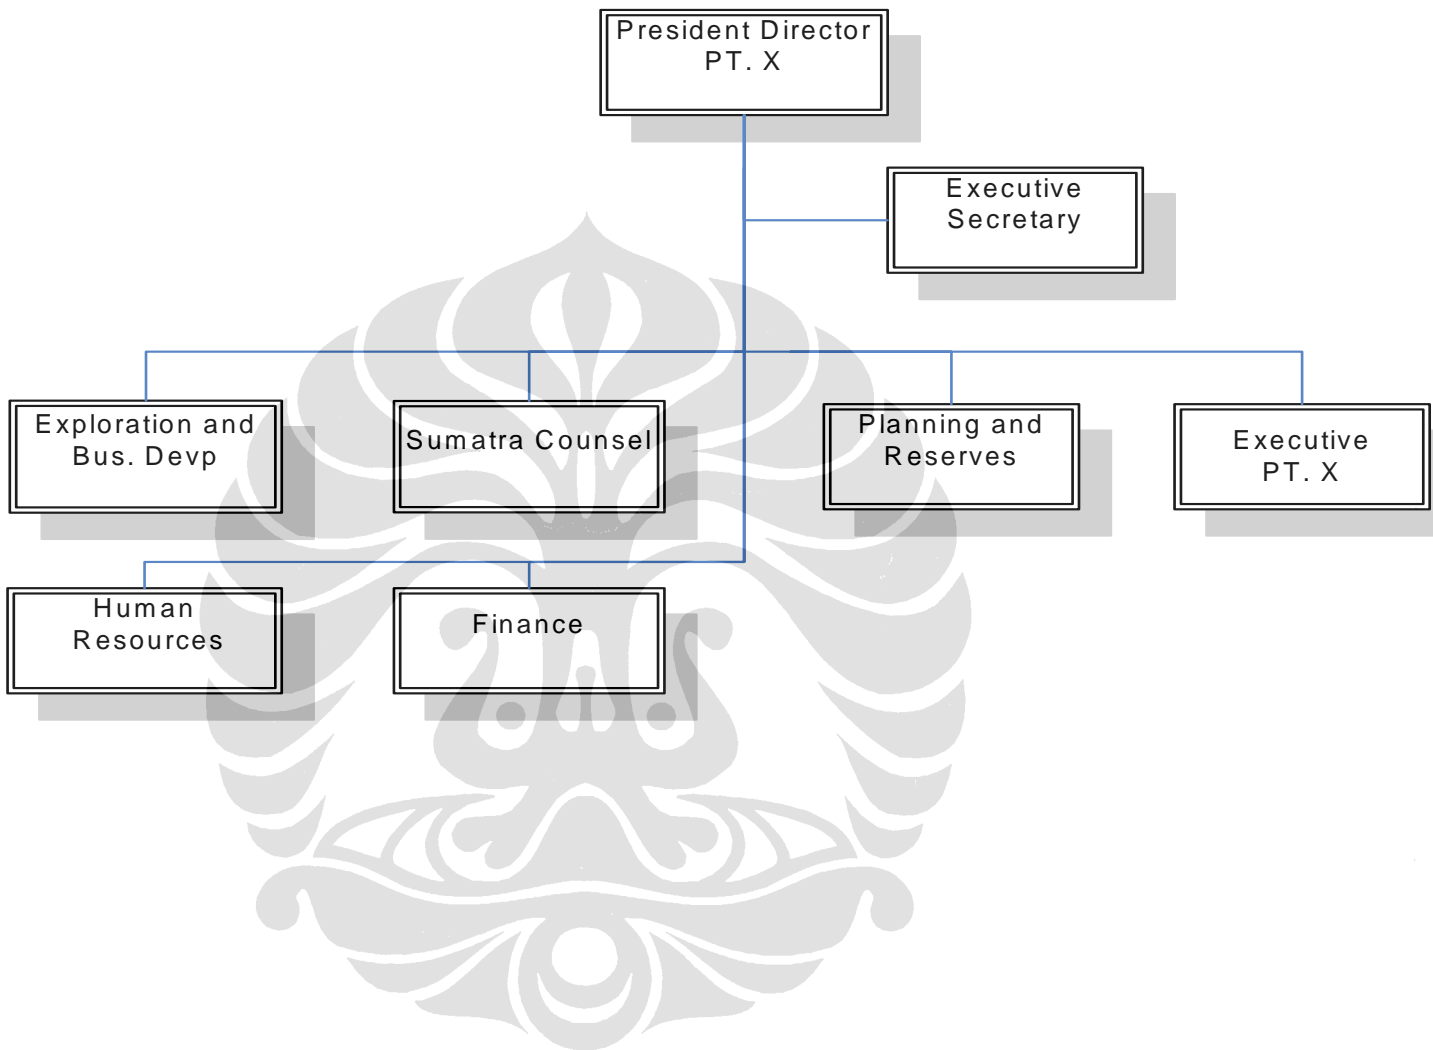 President Director
PT. X
Executive
Secretary
Exploration and
Bus. Devp
Sumatra Counsel
Planning and
Reserves
Executive
PT. X
Human
Resources
Finance